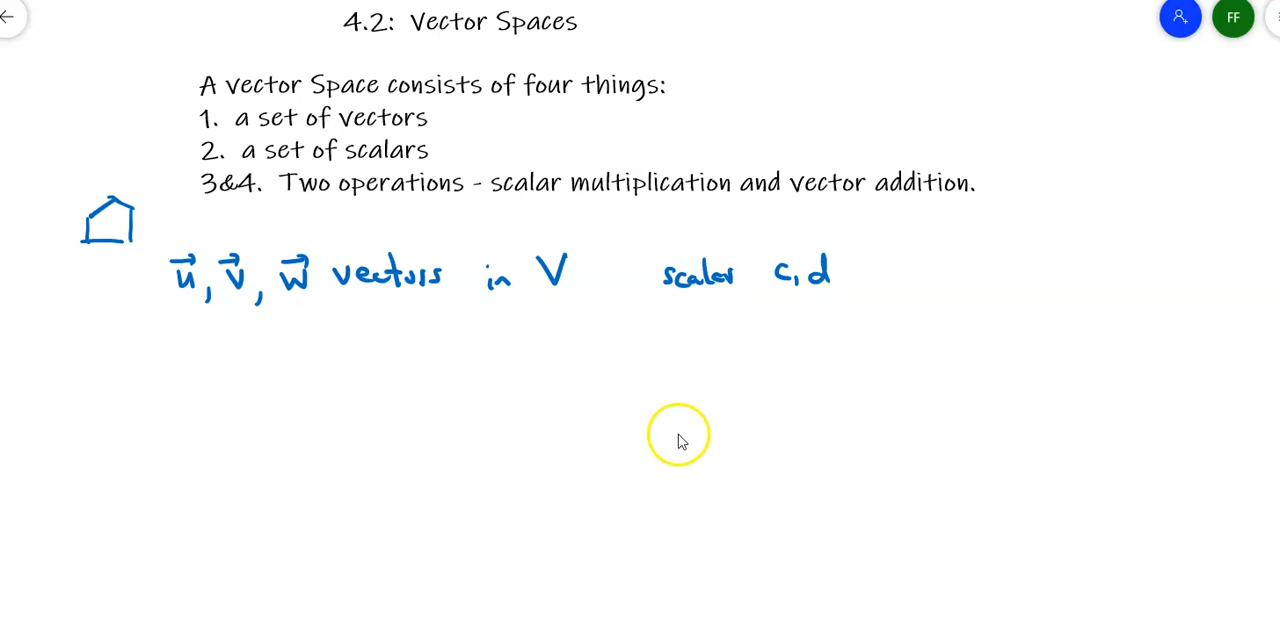 4.2: Vector Spaces
FF
A vector Space consists of four things:
1. a set of vectors
2. a set of scalars
3&4. Two operations - scalar multiplication and vector addition.
u⃗, v⃗, w⃗ vectors in V scalar c, d